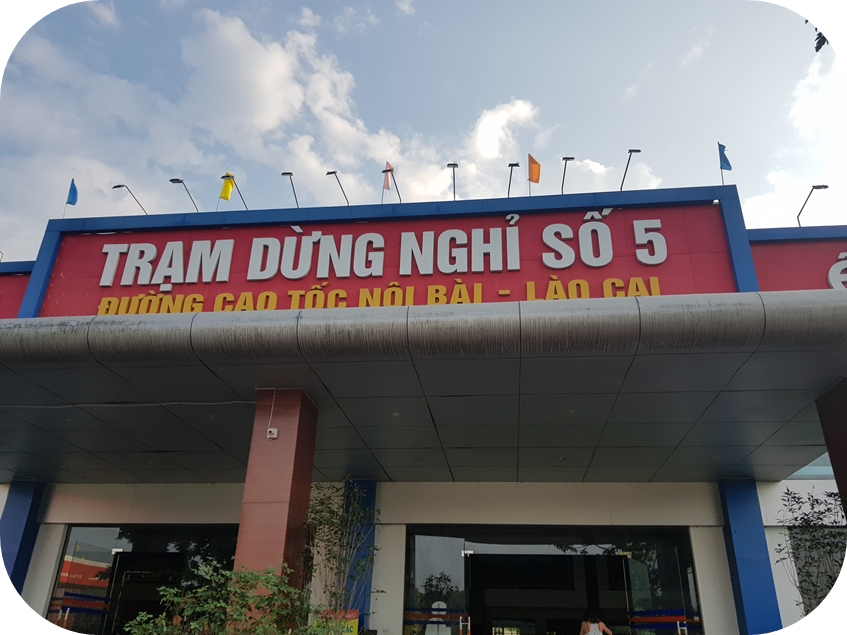 TRẠM DỪNG NGHỈ SỐ 5
ĐƯỜNG CAO TỐC NỘI BÀI - LÀO CAI